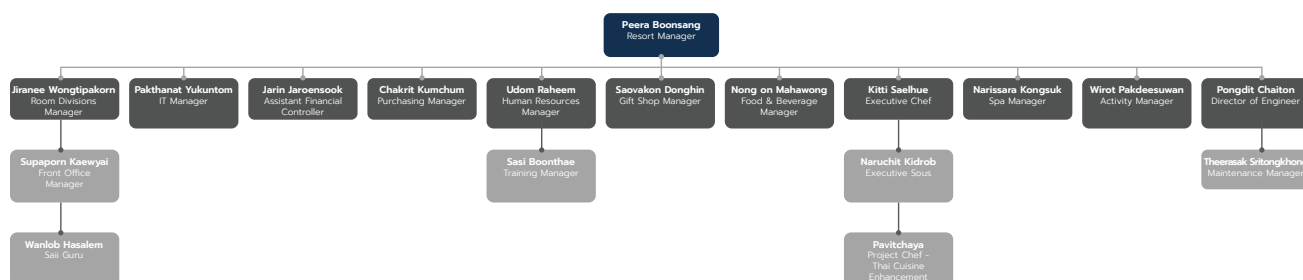 Peera Boonsang
Resort Manager
Jiranee Wongtipakorn
Room Divisions
Manager
Pakthanat Yukuntom
IT Manager
Jarin Jaroensook
Assistant Financial
Controller
Chakrit Kumchum
Purchasing Manager
Udom Raheem
Human Resources
Manager
Saovakon Donghin
Gift Shop Manager
Nong on Mahawong
Food & Beverage
Manager
Kitti Saelhue
Executive Chef
Narissara Kongsuk
Spa Manager
Wirot Pakdeesuwan
Activity Manager
Pongdit Chaiton
Director of Engineer
Supaporn Kaewyai
Front Office
Manager
Sasi Boonthae
Training Manager
Naruchit Kidrob
Executive Sous
Theerasak Sritongkhong
Maintenance Manager
Wanlob Hasalem
Saii Guru
Pavitchaya
Project Chef -
Thai Cuisine
Enhancement